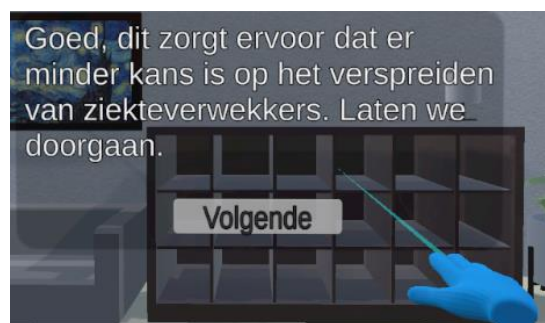 Goed, dit zorgt ervoor dat er
minder kans is op het verspreiden
van ziekteverwekkers. Laten we
doorgaan.
Volgende